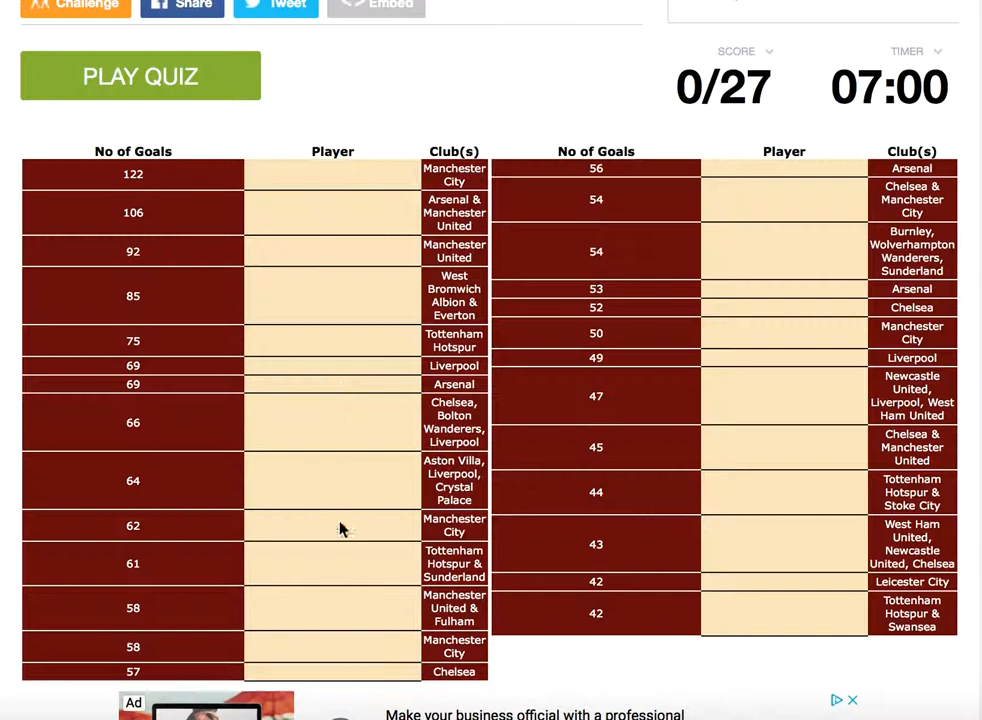 Challenge Share Tweet <> Embed
PLAY QUIZ
SCORE
0/27
TIMER
07:00
No of Goals Player Club(s)
122 Manchester
City
106 Arsenal &
Manchester
United
92 Manchester
United
85 West
Bromwich
Albion &
Everton
75 Tottenham
Hotspur
69 Liverpool
69 Arsenal
66 Chelsea,
Bolton
Wanderers,
Liverpool
64 Aston Villa,
Liverpool,
Crystal
Palace
62 Manchester
City
61 Tottenham
Hotspur &
Sunderland
58 Manchester
United &
Fulham
58 Manchester
City
57 Chelsea
No of Goals Player Club(s)
56 Arsenal
54 Chelsea &
Manchester
City
54 Burnley,
Wolverhampton
Wanderers,
Sunderland
53 Arsenal
52 Chelsea
50 Manchester
City
49 Liverpool
47 Newcastle
United,
Liverpool, West
Ham United
45 Chelsea &
Manchester
United
44 Tottenham
Hotspur &
Stoke City
43 West Ham
United,
Newcastle
United, Chelsea
42 Leicester City
42 Tottenham
Hotspur &
Swansea
Ad
Make your business official with a professional